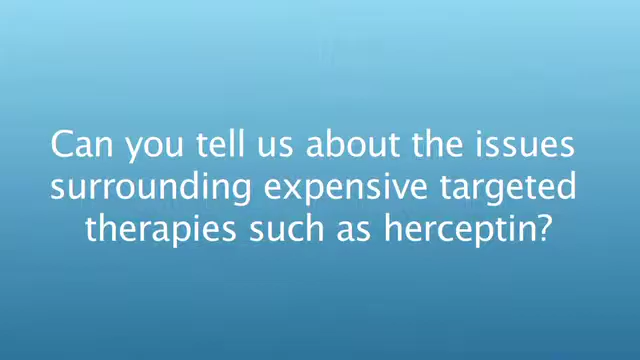 Can you tell us about the issues
surrounding expensive targeted
therapies such as herceptin?